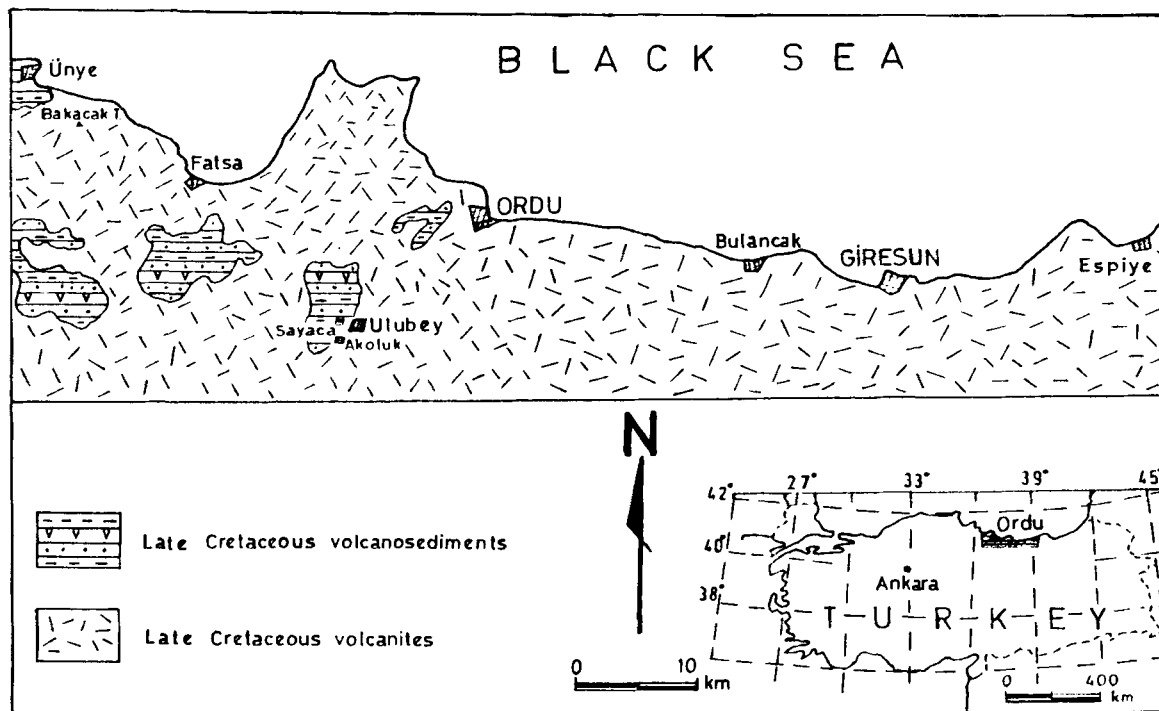 BLACK SEA
Ünye
Bakacak T.
Fatsa
ORDU
Bulancak
GİRESUN
Espiye
Sayaca
Ulubey
Akoluk
Late Cretaceous volcanosediments
Late Cretaceous volcanites
N
0 10
km
42° 27° 33° 39° 45°
40°
38°
Ordu
Ankara
TURKEY
0 400
km